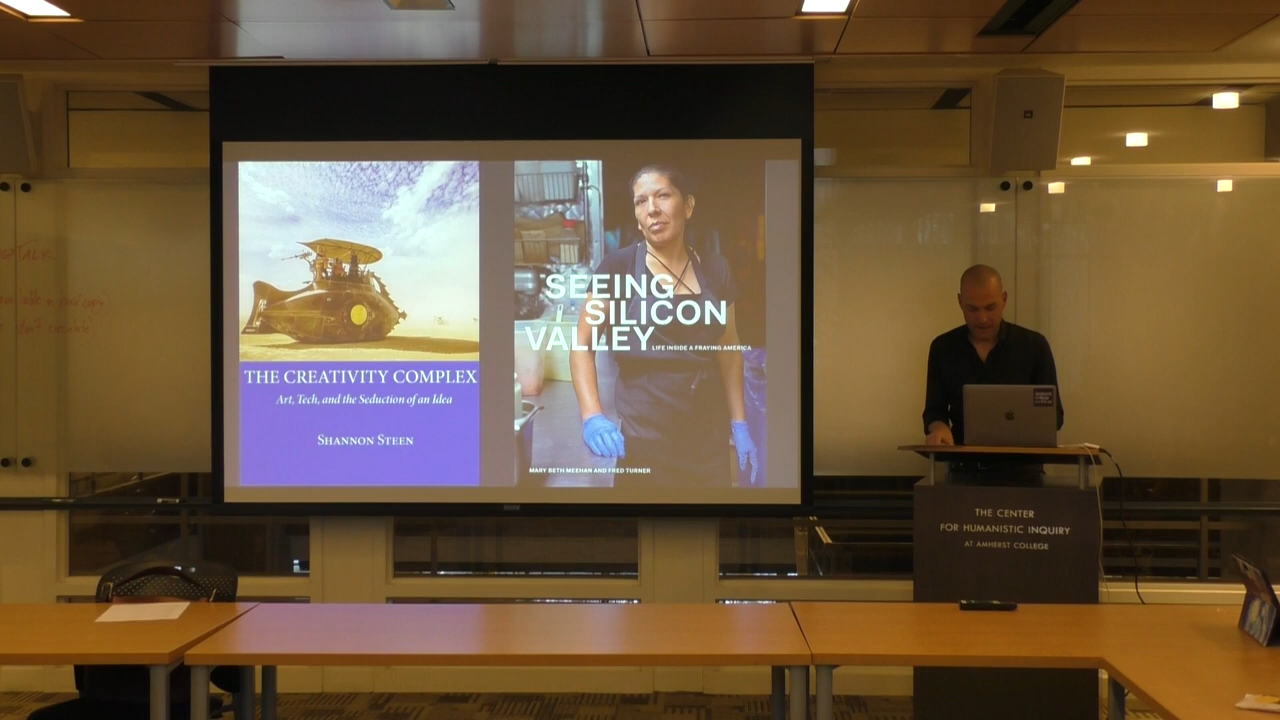 THE CREATIVITY COMPLEX
Art, Tech, and the Seduction of an Idea
SHANNON STEEN
SEEING
SILICON
VALLEY
LIFE INSIDE A FRAYING AMERICA
MARY BETH MEEHAN AND FRED TURNER
THE CENTER
FOR HUMANISTIC INQUIRY
AT AMHERST COLLEGE